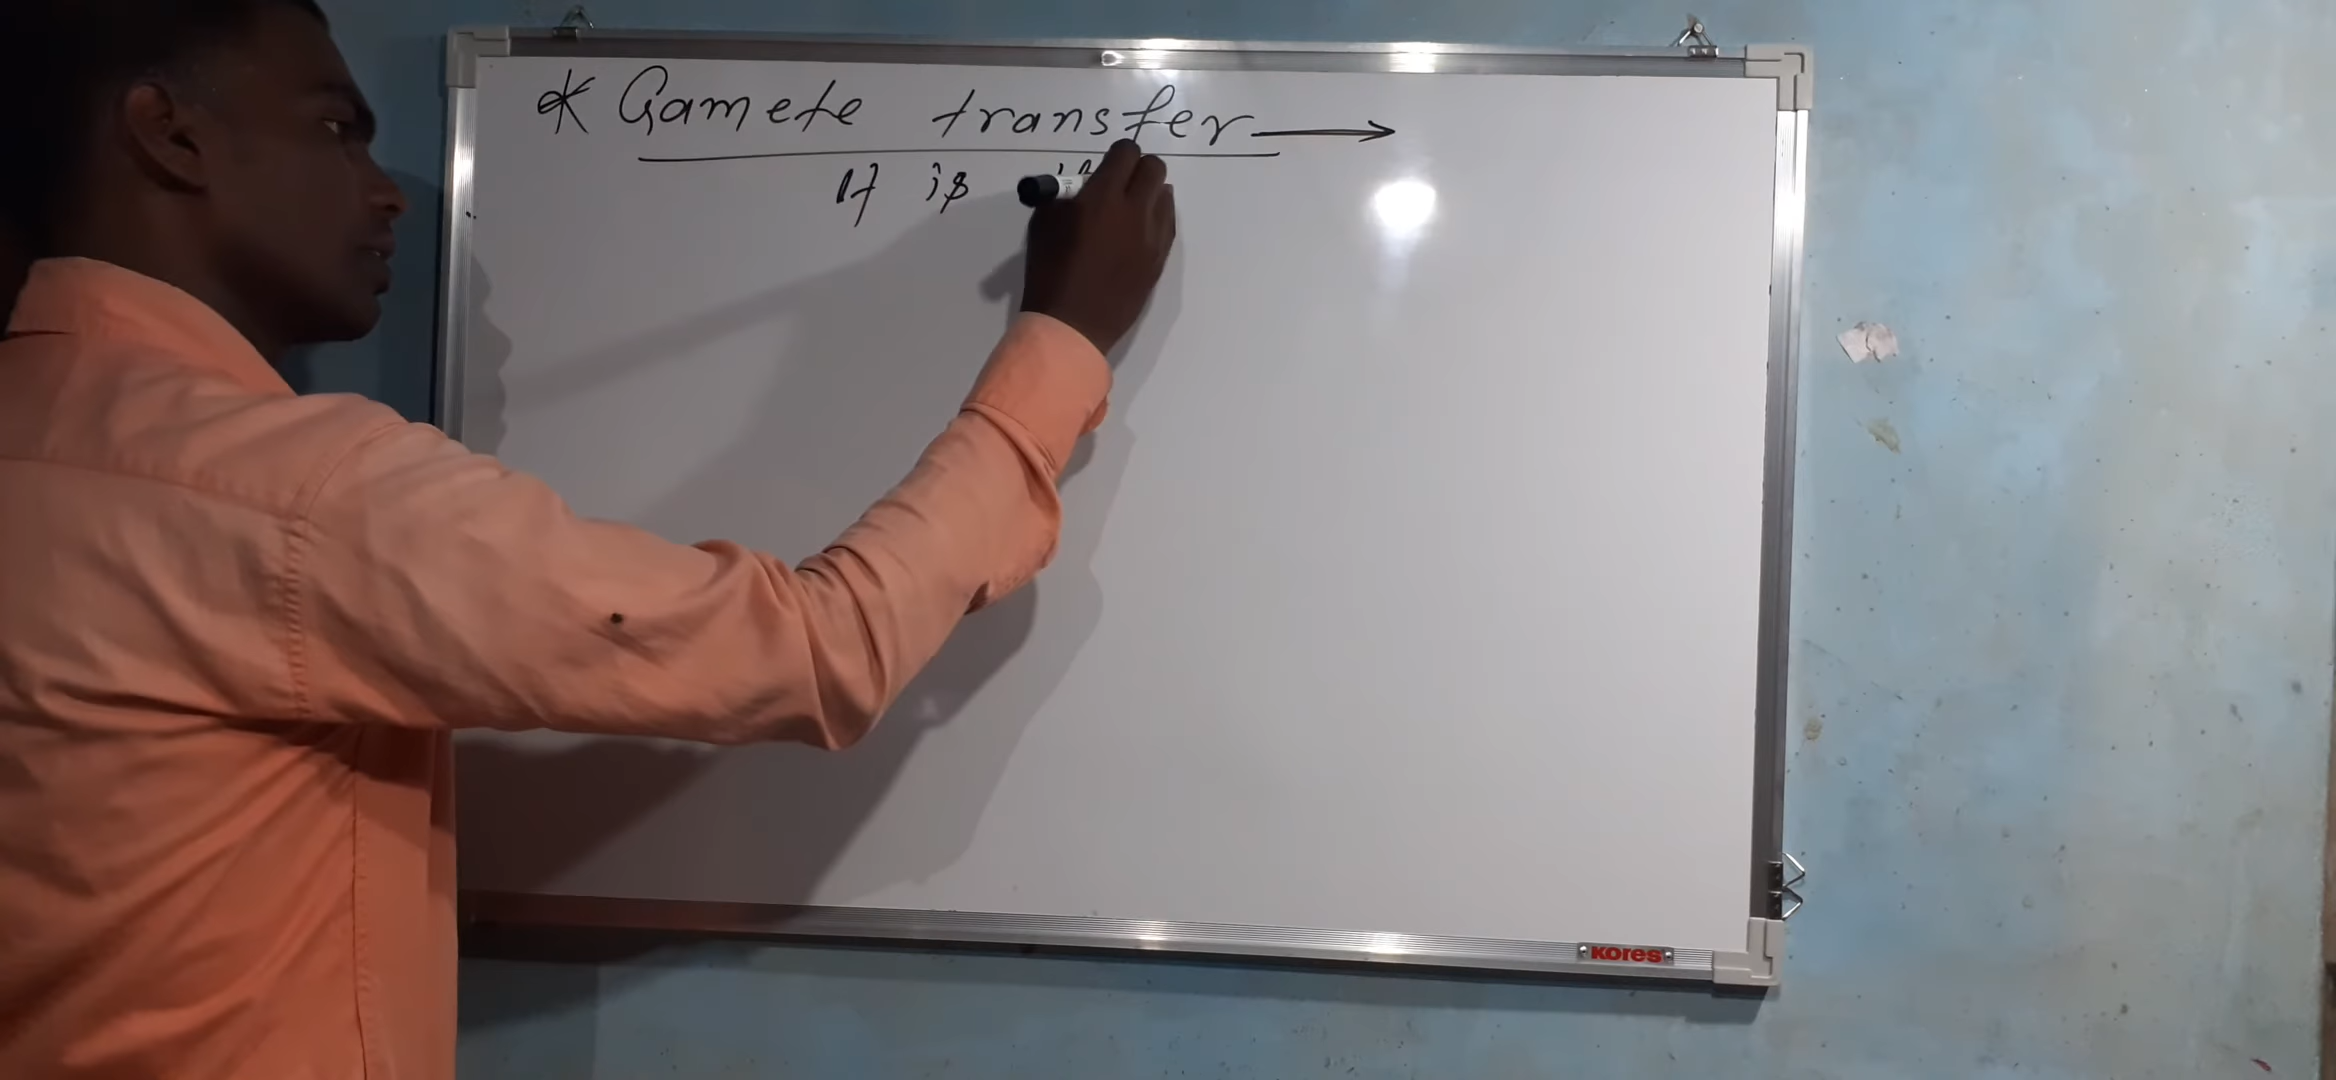 * Gamete transfer →
It is
Kores